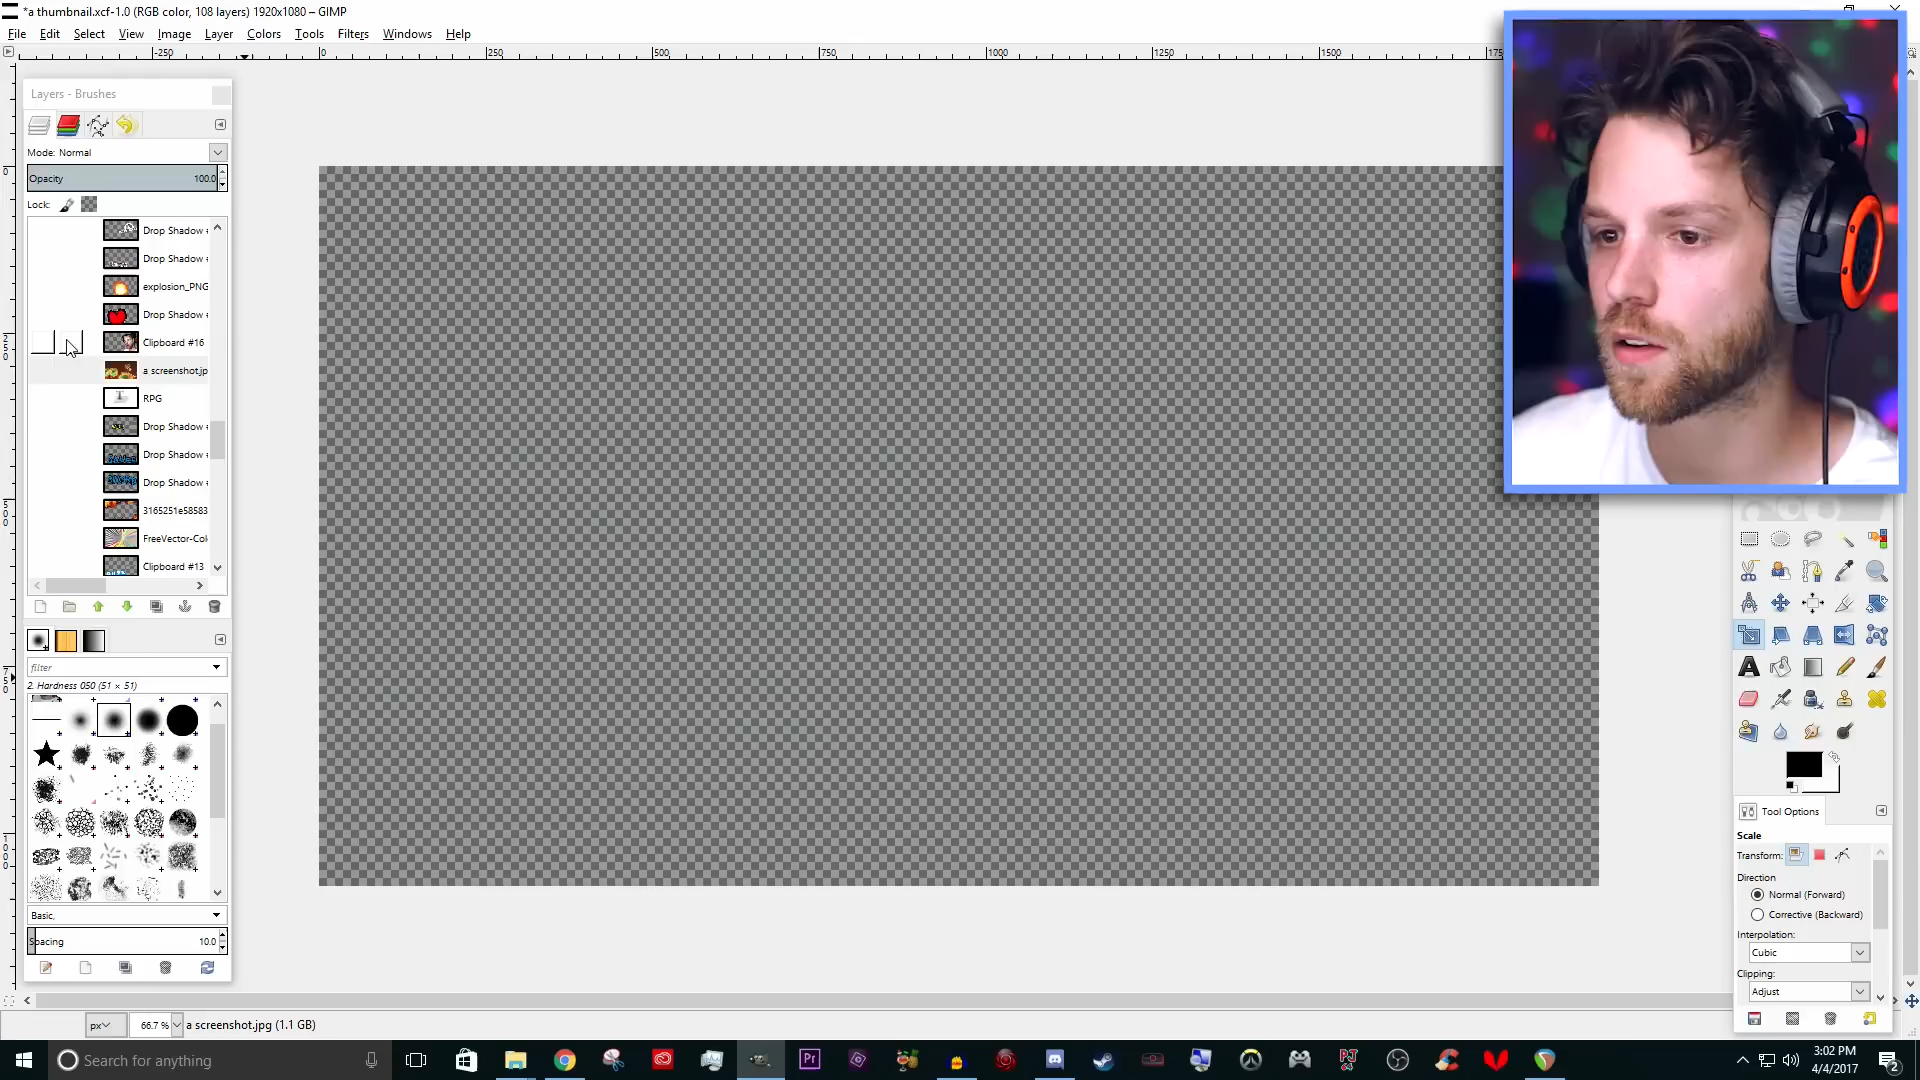 *a thumbnail.xcf-1.0 (RGB color, 108 layers) 1920x1080 – GIMP
File Edit Select View Image Layer Colors Tools Filters Windows Help
-250 0 250 500 750 1000 1250 1500
Layers - Brushes
Mode: Normal
Opacity 100.0
Lock:
Drop Shadow
Drop Shadow
explosion_PNG
Drop Shadow
Clipboard #16
a screenshot.jp
RPG
Drop Shadow
Drop Shadow
Drop Shadow
3165251e58583
FreeVector-Col
Clipboard #13
filter
2. Hardness 050 (51 × 51)
Basic,
Spacing 10.0
Tool Options
Scale
Transform:
Direction
Normal (Forward)
Corrective (Backward)
Interpolation:
Cubic
Clipping:
Adjust
px 66.7 % a screenshot.jpg (1.1 GB)
Search for anything
Pr
3:02 PM
4/4/2017
2